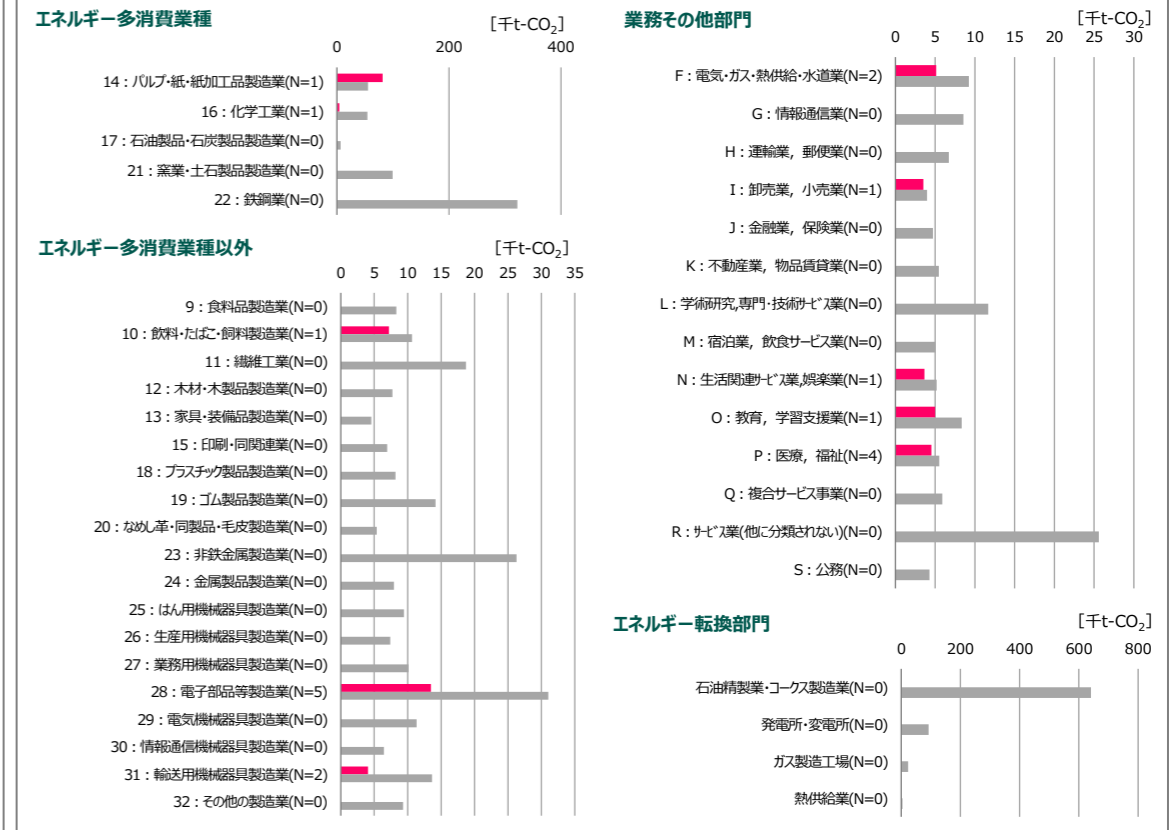 エネルギー多消費業種
[千t-CO₂]
0 200 400
14：パルプ・紙・紙加工品製造業(N=1)
16：化学工業(N=1)
17：石油製品・石炭製品製造業(N=0)
21：窯業・土石製品製造業(N=0)
22：鉄鋼業(N=0)
エネルギー多消費業種以外
[千t-CO₂]
0 5 10 15 20 25 30 35
9：食料品製造業(N=0)
10：飲料・たばこ・飼料製造業(N=1)
11：繊維工業(N=0)
12：木材・木製品製造業(N=0)
13：家具・装備品製造業(N=0)
15：印刷・同関連業(N=0)
18：プラスチック製品製造業(N=0)
19：ゴム製品製造業(N=0)
20：なめし革・同製品・毛皮製造業(N=0)
23：非鉄金属製造業(N=0)
24：金属製品製造業(N=0)
25：はん用機械器具製造業(N=0)
26：生産用機械器具製造業(N=0)
27：業務用機械器具製造業(N=0)
28：電子部品等製造業(N=5)
29：電気機械器具製造業(N=0)
30：情報通信機械器具製造業(N=0)
31：輸送用機械器具製造業(N=2)
32：その他の製造業(N=0)
業務その他部門
[千t-CO₂]
0 5 10 15 20 25 30
F：電気・ガス・熱供給・水道業(N=2)
G：情報通信業(N=0)
H：運輸業，郵便業(N=0)
I：卸売業，小売業(N=1)
J：金融業，保険業(N=0)
K：不動産業，物品賃貸業(N=0)
L：学術研究,専門・技術サービス業(N=0)
M：宿泊業，飲食サービス業(N=0)
N：生活関連サービス業,娯楽業(N=1)
O：教育，学習支援業(N=1)
P：医療，福祉(N=4)
Q：複合サービス事業(N=0)
R：サービス業(他に分類されない)(N=0)
S：公務(N=0)
エネルギー転換部門
[千t-CO₂]
0 200 400 600 800
石油精製業・コークス製造業(N=0)
発電所・変電所(N=0)
ガス製造工場(N=0)
熱供給業(N=0)